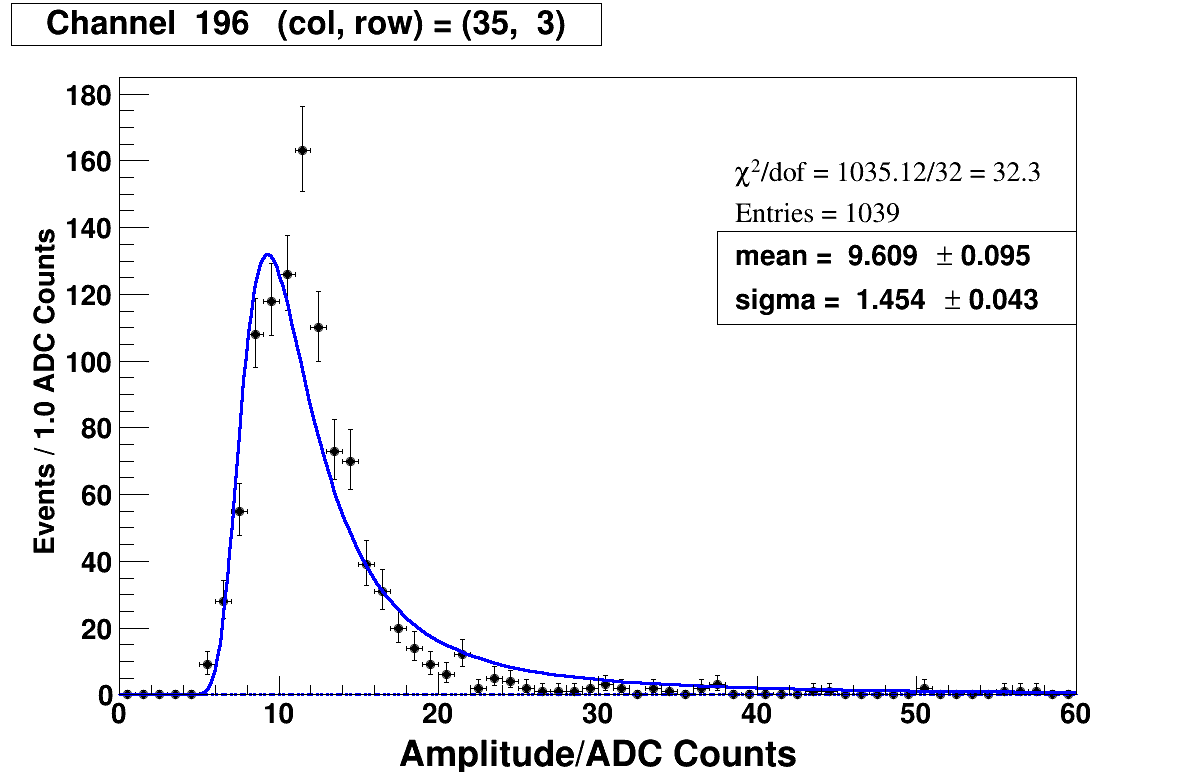 Channel 196 (col, row) = (35, 3)
180
160
140
120
100
80
60
40
20
0
Events / 1.0 ADC Counts
χ²/dof = 1035.12/32 = 32.3
Entries = 1039
mean = 9.609 ± 0.095
sigma = 1.454 ± 0.043
0 10 20 30 40 50 60
Amplitude/ADC Counts